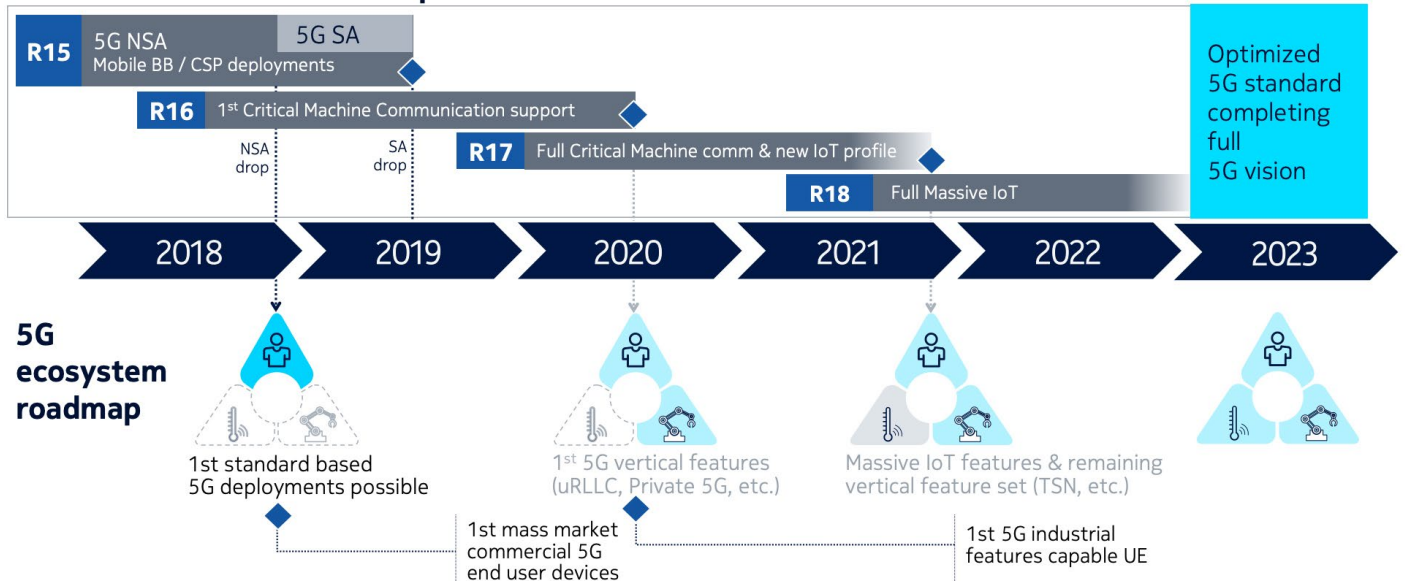 R15
5G NSA
Mobile BB / CSP deployments
5G SA
R16
1st Critical Machine Communication support
R17
Full Critical Machine comm & new IoT profile
R18
Full Massive IoT
NSA
drop
SA
drop
Optimized
5G standard
completing
full
5G vision
2018
2019
2020
2021
2022
2023
5G
ecosystem
roadmap
1st standard based
5G deployments possible
1st 5G vertical features
(uRLLC, Private 5G, etc.)
Massive IoT features & remaining
vertical feature set (TSN, etc.)
1st mass market
commercial 5G
end user devices
1st 5G industrial
features capable UE